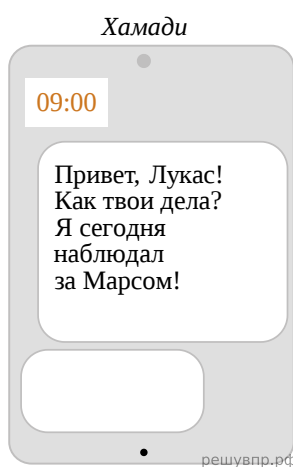 Хамади
09:00
Привет, Лукас!
Как твои дела?
Я сегодня
наблюдал
за Марсом!
решувпр.рф